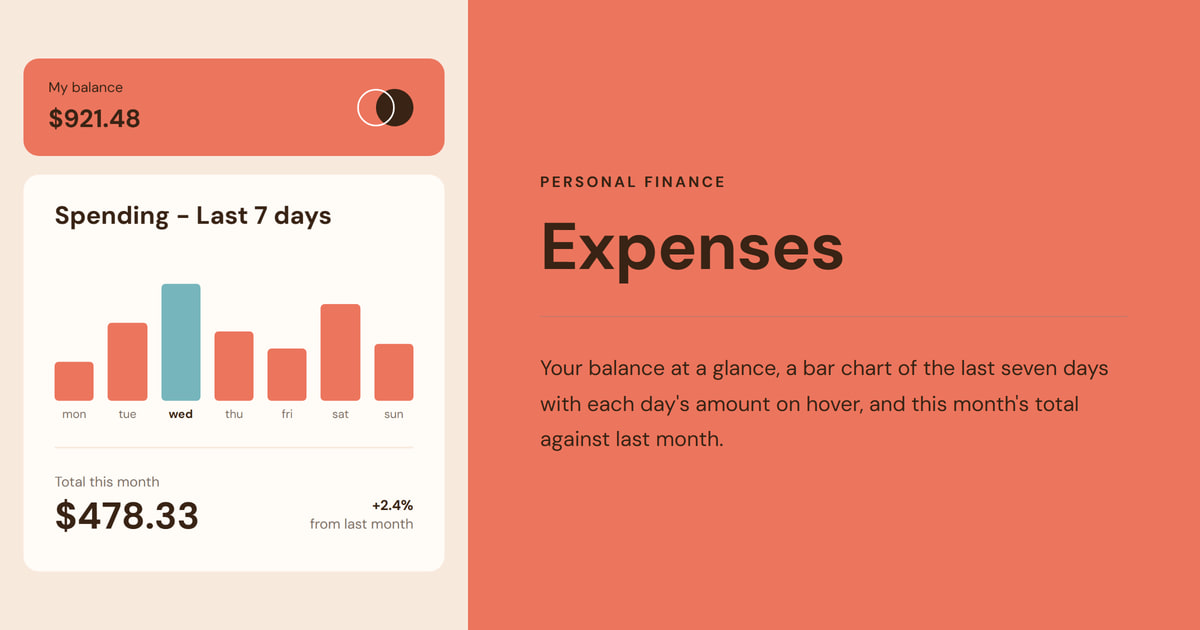 My balance
$921.48
Spending - Last 7 days
mon tue wed thu fri sat sun
Total this month
$478.33
+2.4%
from last month
PERSONAL FINANCE
Expenses
Your balance at a glance, a bar chart of the last seven days
with each day's amount on hover, and this month's total
against last month.